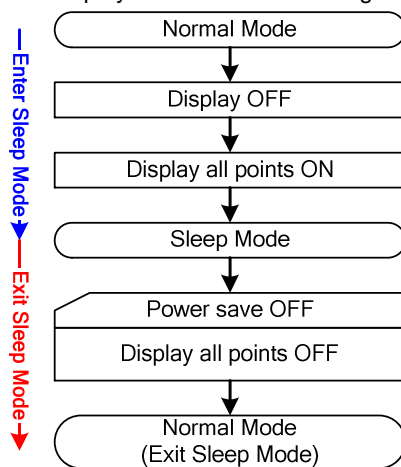 Normal Mode
Display OFF
Display all points ON
Sleep Mode
Power save OFF
Display all points OFF
Normal Mode
(Exit Sleep Mode)
Enter Sleep Mode
Exit Sleep Mode